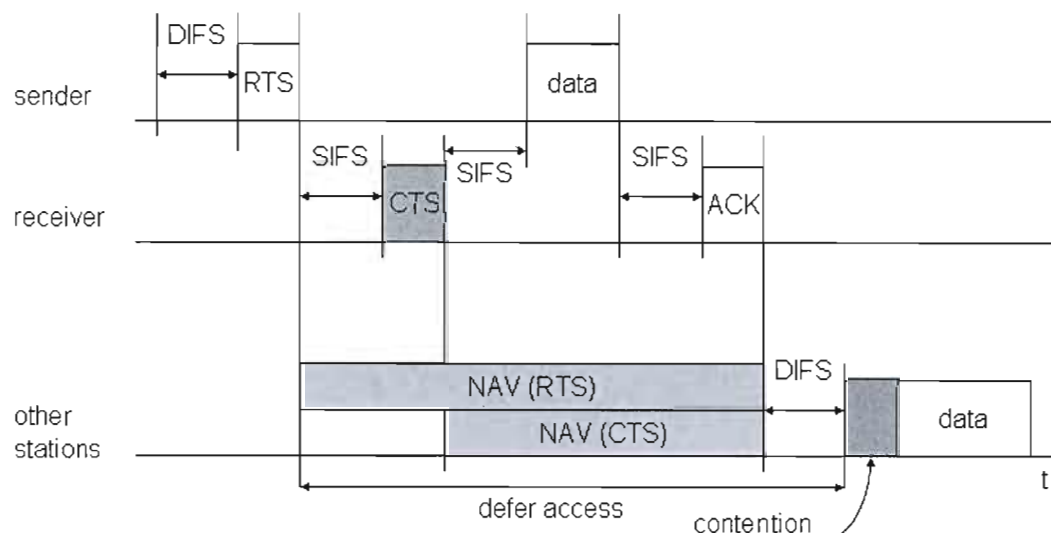 DIFS
RTS
data
sender
SIFS
SIFS
SIFS
CTS
ACK
receiver
NAV (RTS)
DIFS
NAV (CTS)
data
other
stations
t
defer access
contention